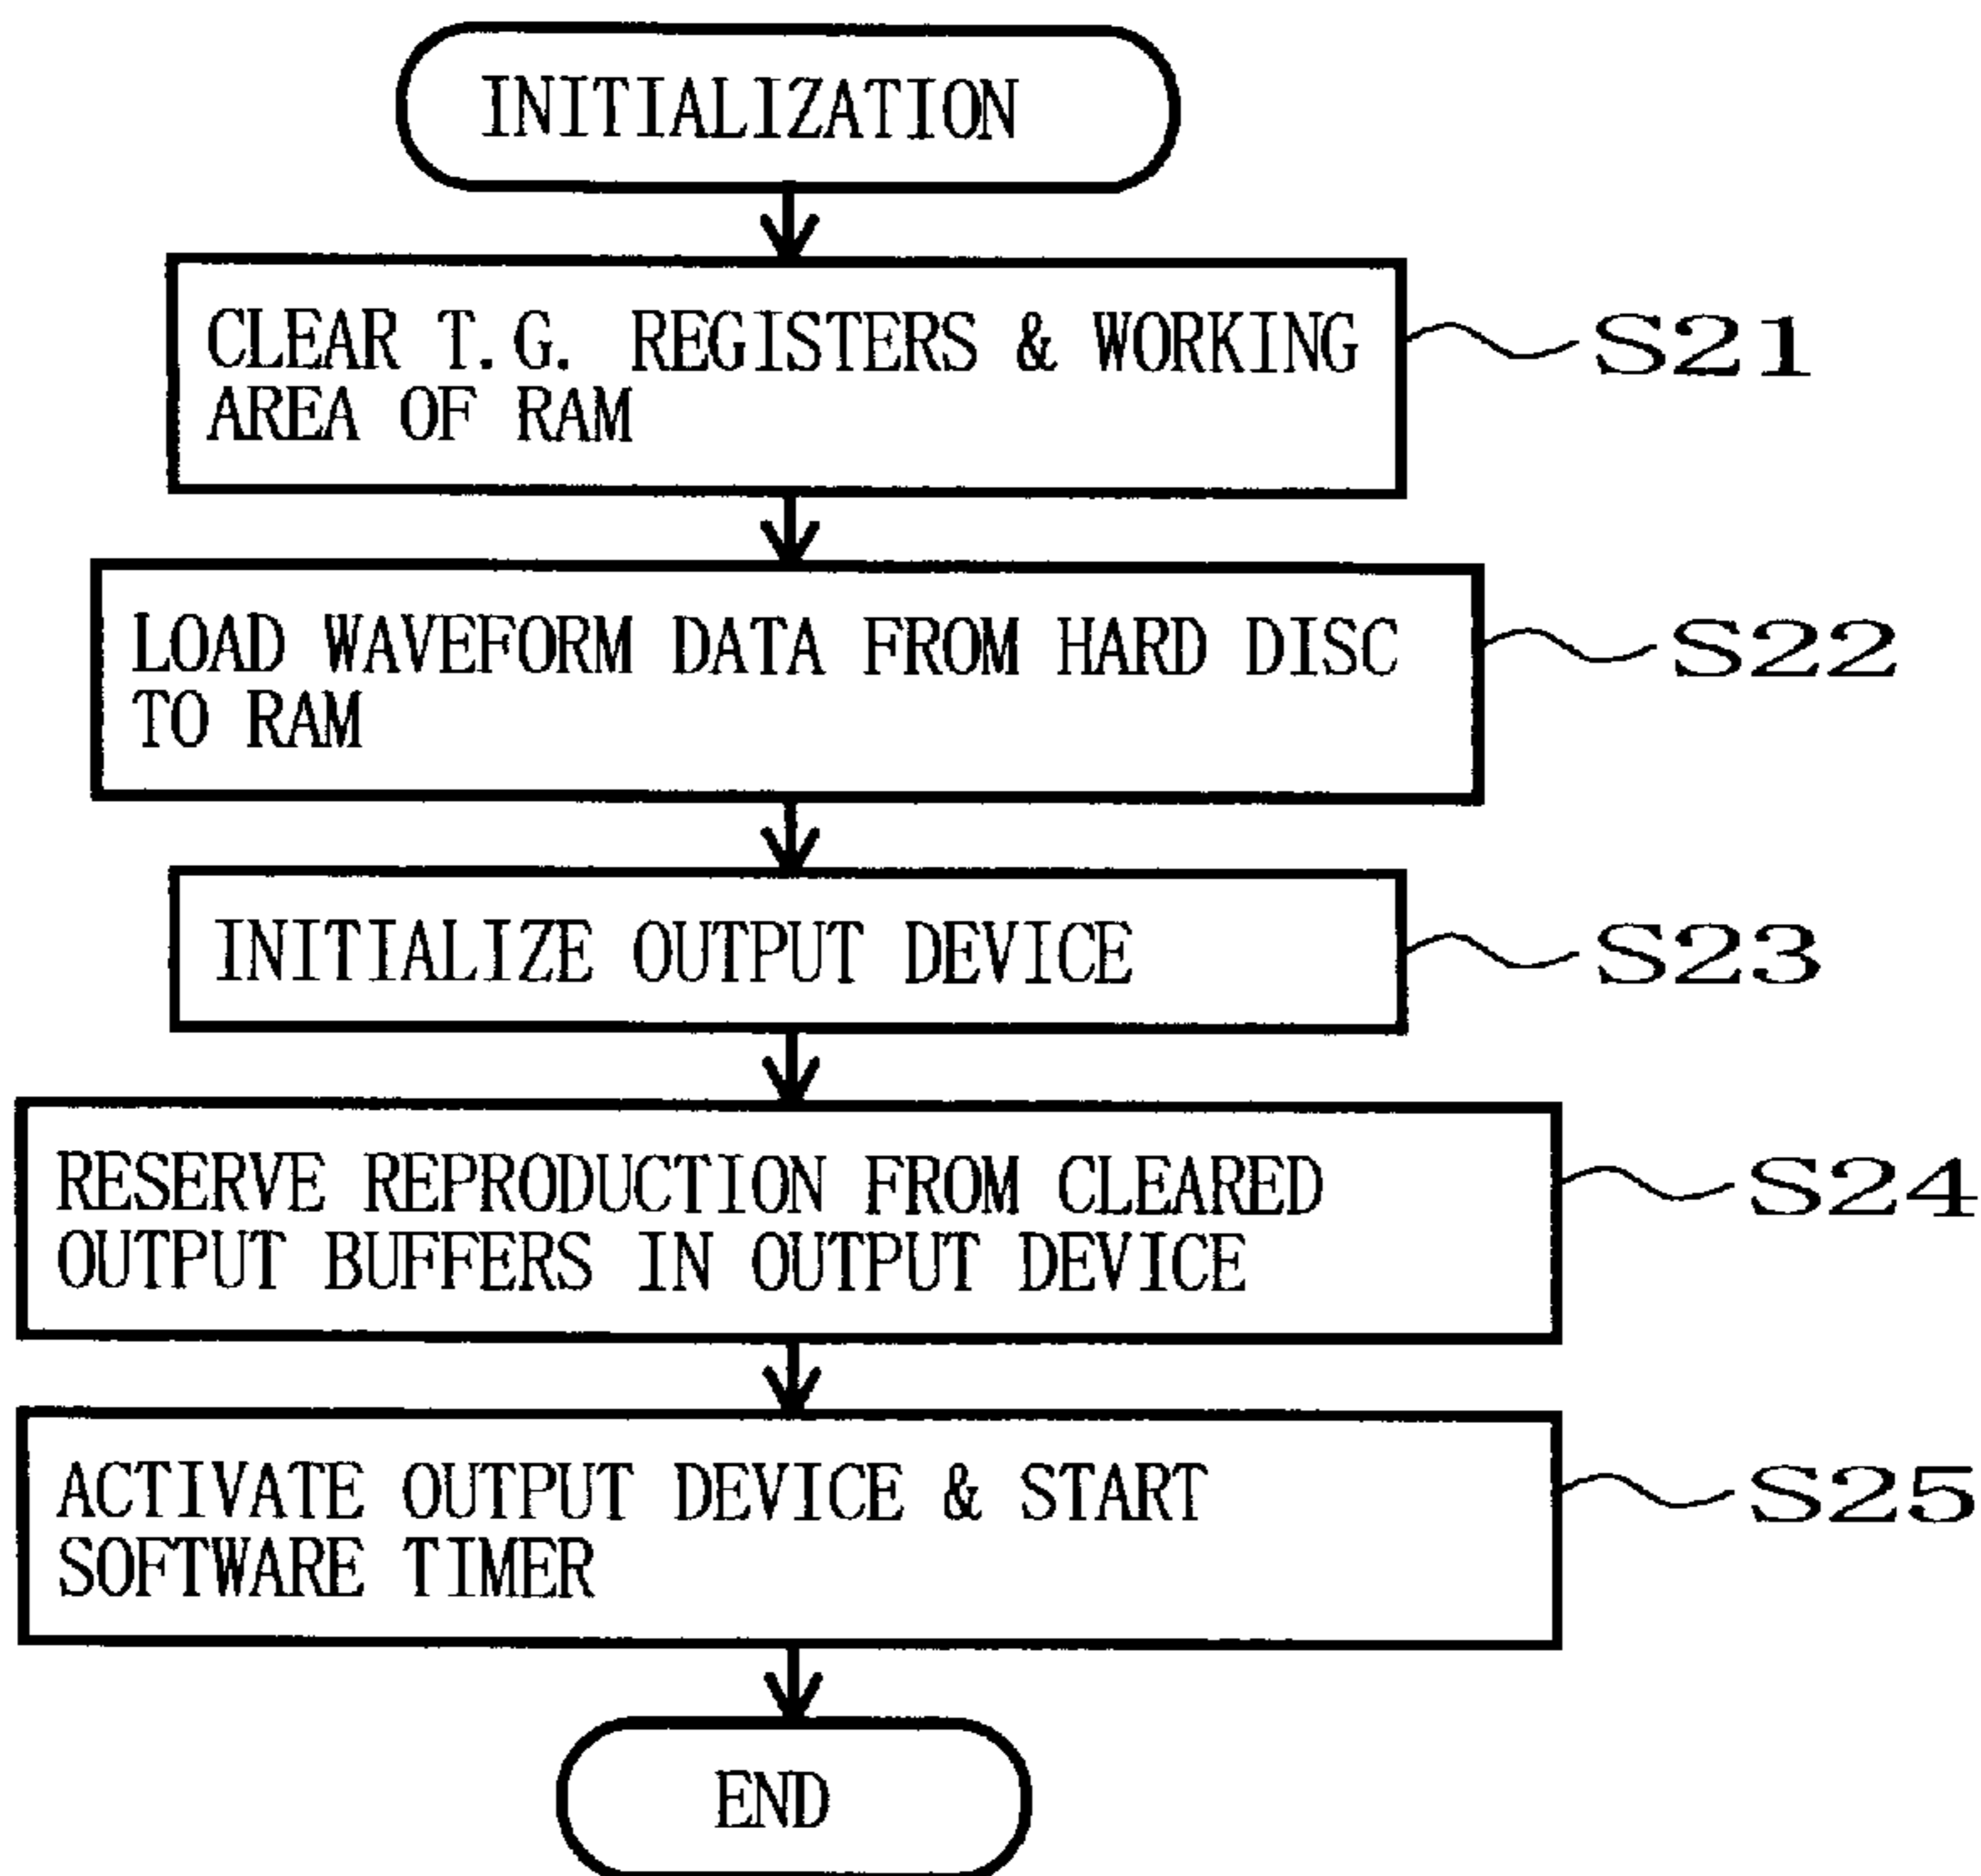 INITIALIZATION
CLEAR T. G. REGISTERS & WORKING
AREA OF RAM
S21
LOAD WAVEFORM DATA FROM HARD DISC
TO RAM
S22
INITIALIZE OUTPUT DEVICE
S23
RESERVE REPRODUCTION FROM CLEARED
OUTPUT BUFFERS IN OUTPUT DEVICE
S24
ACTIVATE OUTPUT DEVICE & START
SOFTWARE TIMER
S25
END